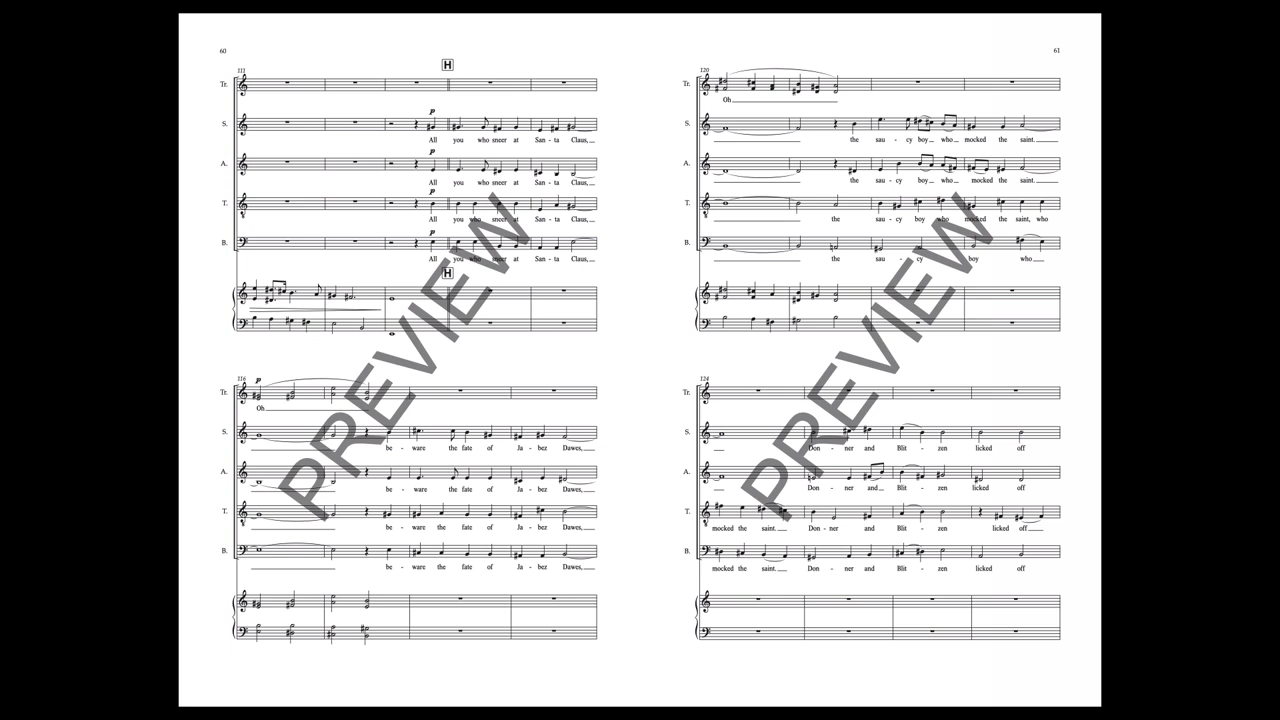 60
111
H
Tr.
S.
p
All you who sneer at San - ta Claus,
A.
p
All you who sneer at San - ta Claus,
T.
p
All you who sneer at San - ta Claus,
B.
p
All you who sneer at San - ta Claus,
H
116
p
Tr.
Oh
S.
be - ware the fate of Ja - bez Dawes,
A.
be - ware the fate of Ja - bez Dawes,
T.
be - ware the fate of Ja - bez Dawes,
B.
be - ware the fate of Ja - bez Dawes,
PREVIEW
61
120
Tr.
Oh
S.
the sau - cy boy who mocked the saint.
A.
the sau - cy boy who mocked the saint.
T.
the sau - cy boy who mocked the saint, who
B.
the sau - cy boy who
124
Tr.
S.
Don - ner and Blit - zen licked off
A.
Don - ner and Blit - zen licked off
T.
mocked the saint. Don - ner and Blit - zen licked off
B.
mocked the saint. Don - ner and Blit - zen licked off
PREVIEW